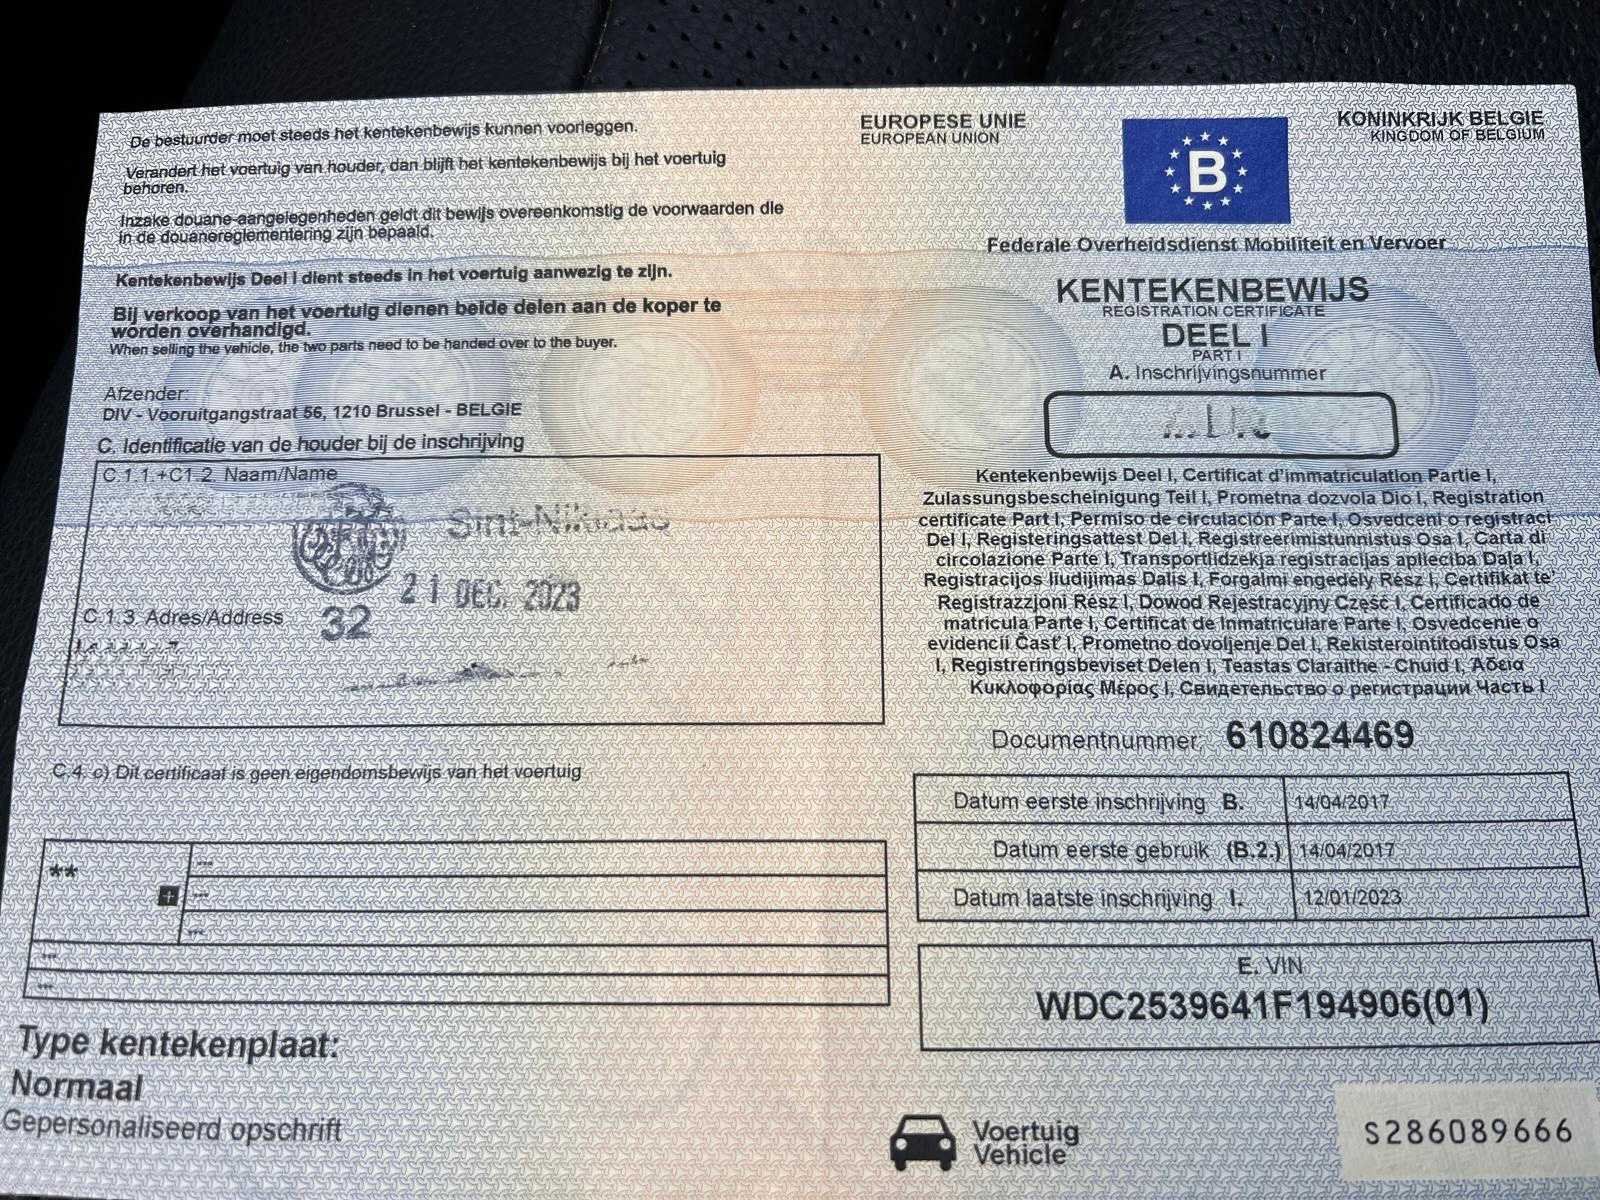 De bestuurder moet steeds het kentekenbewijs kunnen voorleggen.
Verandert het voertuig van houder, dan blijft het kentekenbewijs bij het voertuig
behoren.
Inzake douane-aangelegenheden geldt dit bewijs overeenkomstig de voorwaarden die
in de douanereglementering zijn bepaald.
Kentekenbewijs Deel I dient steeds in het voertuig aanwezig te zijn.
Bij verkoop van het voertuig dienen beide delen aan de koper te
worden overhandigd.
When selling the vehicle, the two parts need to be handed over to the buyer.
Afzender:
DIV - Vooruitgangstraat 56, 1210 Brussel - BELGIE
C. Identificatie van de houder bij de inschrijving
C.1.1.+C1.2. Naam/Name
Sint-Niklaas
21 DEC. 2023
C.1.3 Adres/Address
32
C.4. c) Dit certificaat is geen eigendomsbewijs van het voertuig
**
+
---
---
---
---
---
Type kentekenplaat:
Normaal
Gepersonaliseerd opschrift
EUROPESE UNIE
EUROPEAN UNION
B
KONINKRIJK BELGIE
KINGDOM OF BELGIUM
Federale Overheidsdienst Mobiliteit en Vervoer
KENTEKENBEWIJS
REGISTRATION CERTIFICATE
DEEL I
PART I
A. Inschrijvingsnummer
Kentekenbewijs Deel I, Certificat d'immatriculation Partie I,
Zulassungsbescheinigung Teil I, Prometna dozvola Dio I, Registration
certificate Part I, Permiso de circulación Parte I, Osvedceni o registraci
Del I, Registeringsattest Del I, Registreerimistunnistus Osa I, Carta di
circolazione Parte I, Transportlidzekja registracijas aplieciba Daļa I,
Registracijos liudijimas Dalis I, Forgalmi engedély Rész I, Certifikat te'
Registrazzjoni Rész I, Dowod Rejestracyjny Część I, Certificado de
matricula Parte I, Certificat de Inmatriculare Parte I, Osvedcenie o
evidencii Časť I, Prometno dovoljenje Del I, Rekisterointitodistus Osa
I, Registreringsbeviset Delen I, Teastas Claraithe - Chuid I, Άδεια
Κυκλοφορίας Μέρος I, Свидетельство о регистрации Часть I
Documentnummer: 610824469
Datum eerste inschrijving B. 14/04/2017
Datum eerste gebruik (B.2.) 14/04/2017
Datum laatste inschrijving I. 12/01/2023
E. VIN
WDC2539641F194906(01)
Voertuig
Vehicle
S286089666